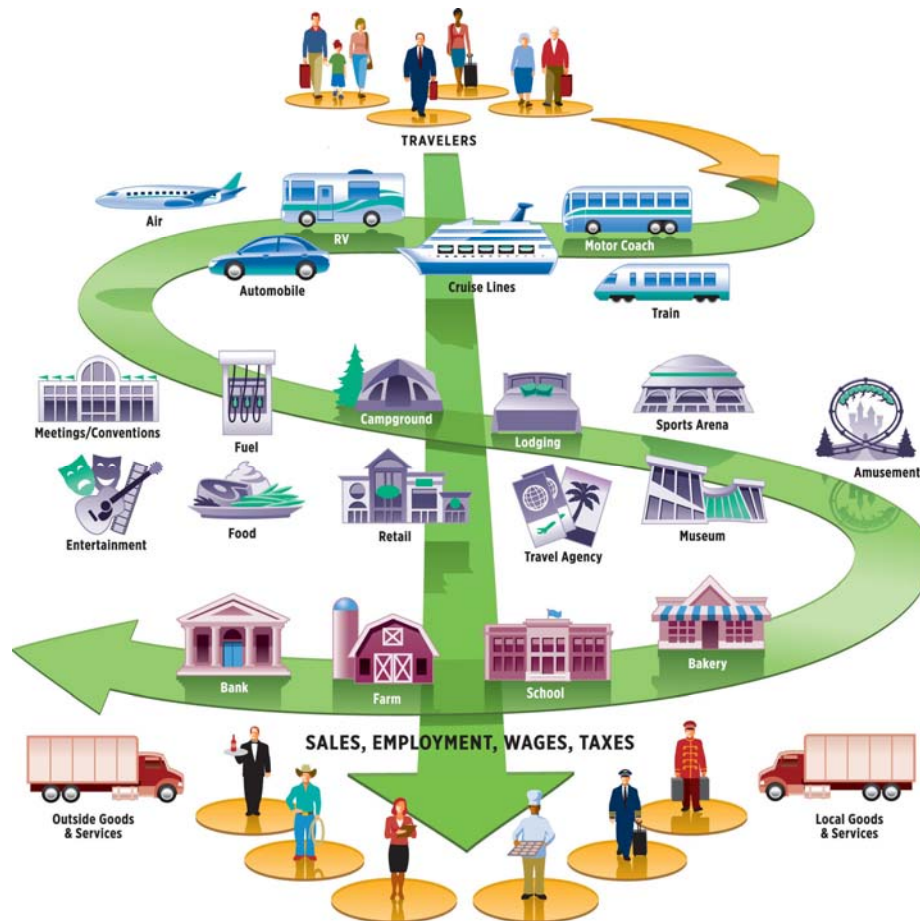 TRAVELERS
Air
RV
Motor Coach
Automobile
Cruise Lines
Train
Meetings/Conventions
Fuel
Campground
Lodging
Sports Arena
Amusement
Entertainment
Food
Retail
Travel Agency
Museum
Bank
Farm
School
Bakery
SALES, EMPLOYMENT, WAGES, TAXES
Outside Goods
& Services
Local Goods
& Services